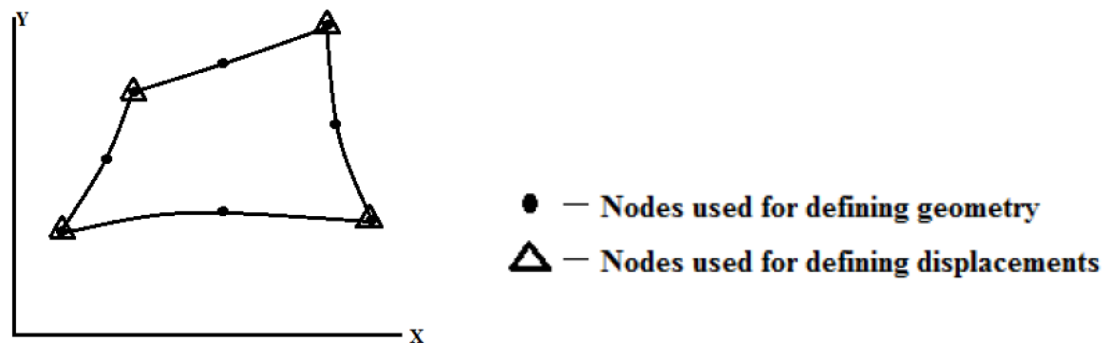 Y
X
— Nodes used for defining geometry
— Nodes used for defining displacements